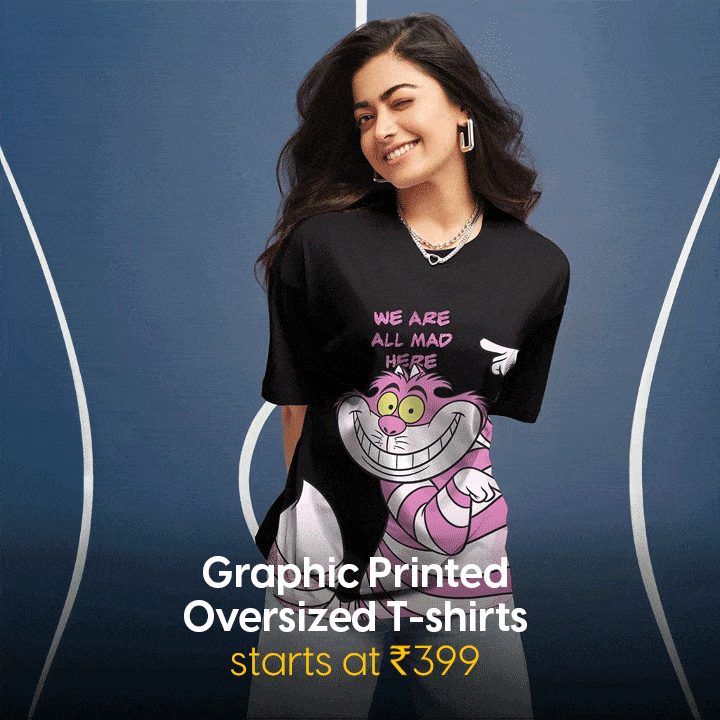 WE ARE
ALL MAD
HERE
Graphic Printed
Oversized T-shirts
starts at ₹399